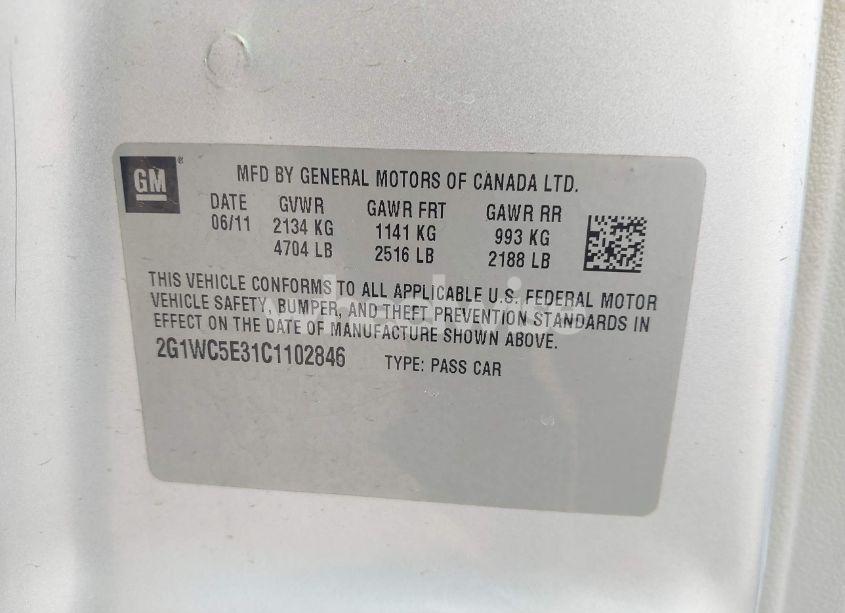 GM
MFD BY GENERAL MOTORS OF CANADA LTD.
DATE GVWR GAWR FRT GAWR RR
06/11 2134 KG 1141 KG 993 KG
4704 LB 2516 LB 2188 LB
THIS VEHICLE CONFORMS TO ALL APPLICABLE U.S. FEDERAL MOTOR
VEHICLE SAFETY, BUMPER, AND THEFT PREVENTION STANDARDS IN
EFFECT ON THE DATE OF MANUFACTURE SHOWN ABOVE.
2G1WC5E31C1102846 TYPE: PASS CAR